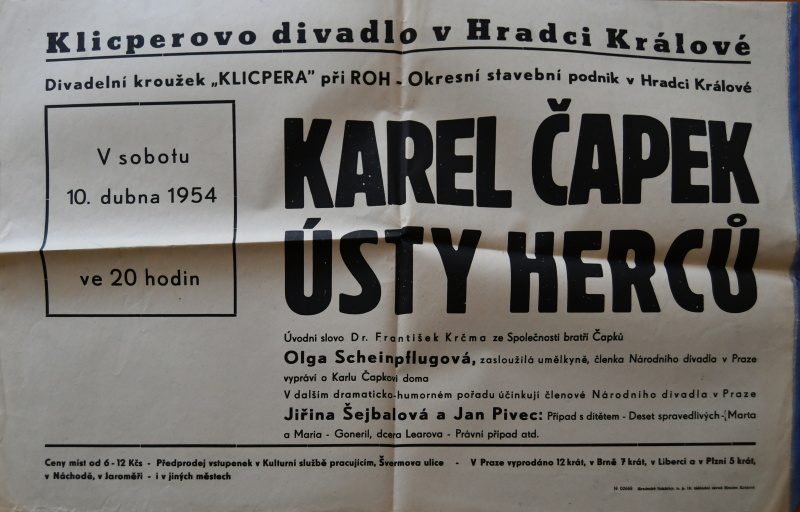 Klicperovo divadlo v Hradci Králové
Divadelní kroužek „KLICPERA" při ROH - Okresní stavební podnik v Hradci Králové
V sobotu
10. dubna 1954
ve 20 hodin
KAREL ČAPEK
ÚSTY HERCŮ
Úvodní slovo Dr. František Krčma ze Společnosti bratří Čapků
Olga Scheinpflugová, zasloužilá umělkyně, členka Národního divadla v Praze
vypráví o Karlu Čapkovi doma
V dalším dramaticko-humorném pořadu účinkují členové Národního divadla v Praze
Jiřina Šejbalová a Jan Pivec: Případ s dítětem - Deset spravedlivých - Marta
a Maria - Goneril, dcera Learova - Právní případ atd.
Ceny míst od 6-12 Kčs - Předprodej vstupenek v Kulturní službě pracujícím, Švermova ulice - V Praze vyprodáno 12 krát, v Brně 7 krát, v Liberci a v Plzni 5 krát,
v Náchodě, v Jaroměři - i v jiných městech